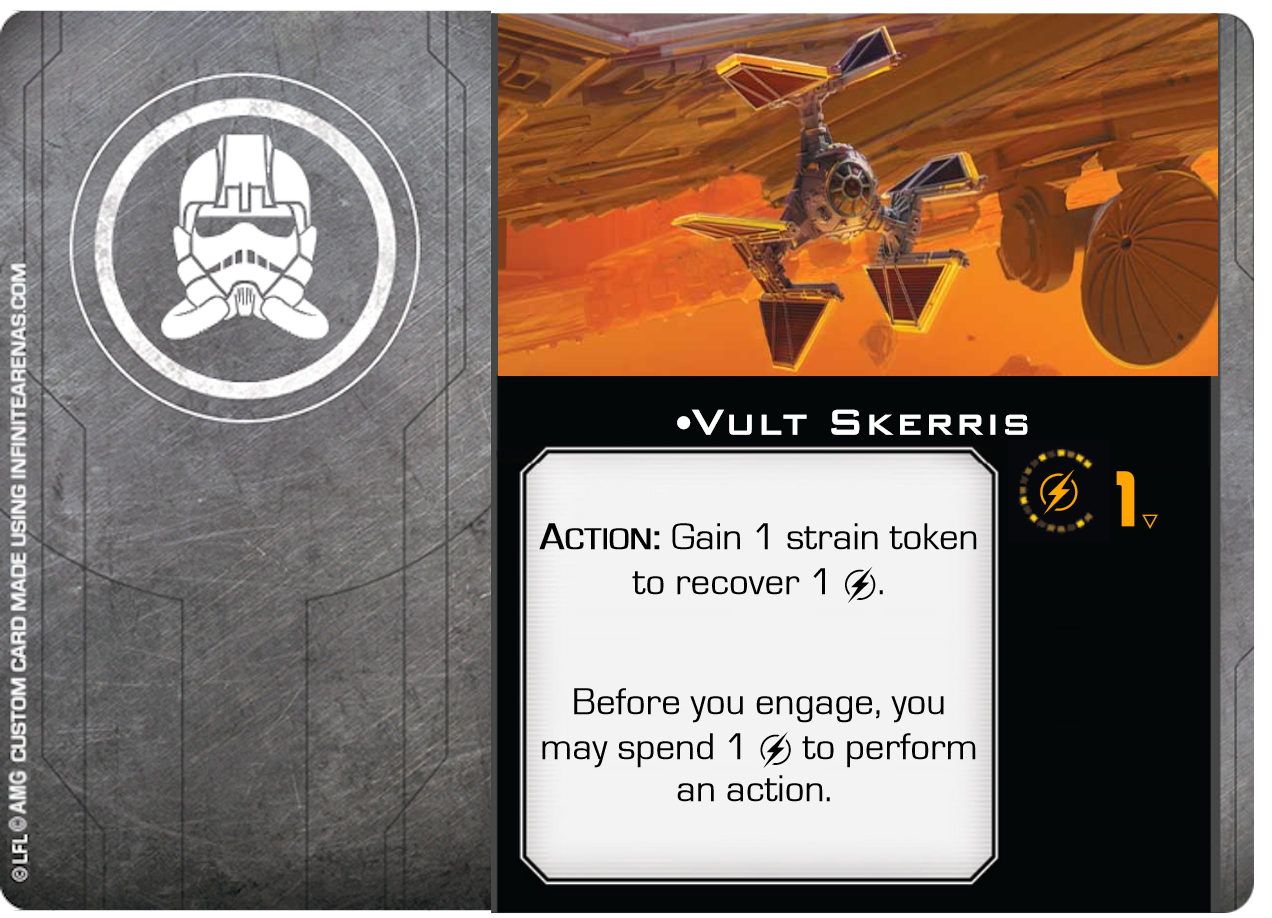 ©LFL©AMG CUSTOM CARD MADE USING INFINITEARENAS.COM
•VULT SKERRIS
1
ACTION: Gain 1 strain token
to recover 1 .
Before you engage, you
may spend 1 to perform
an action.